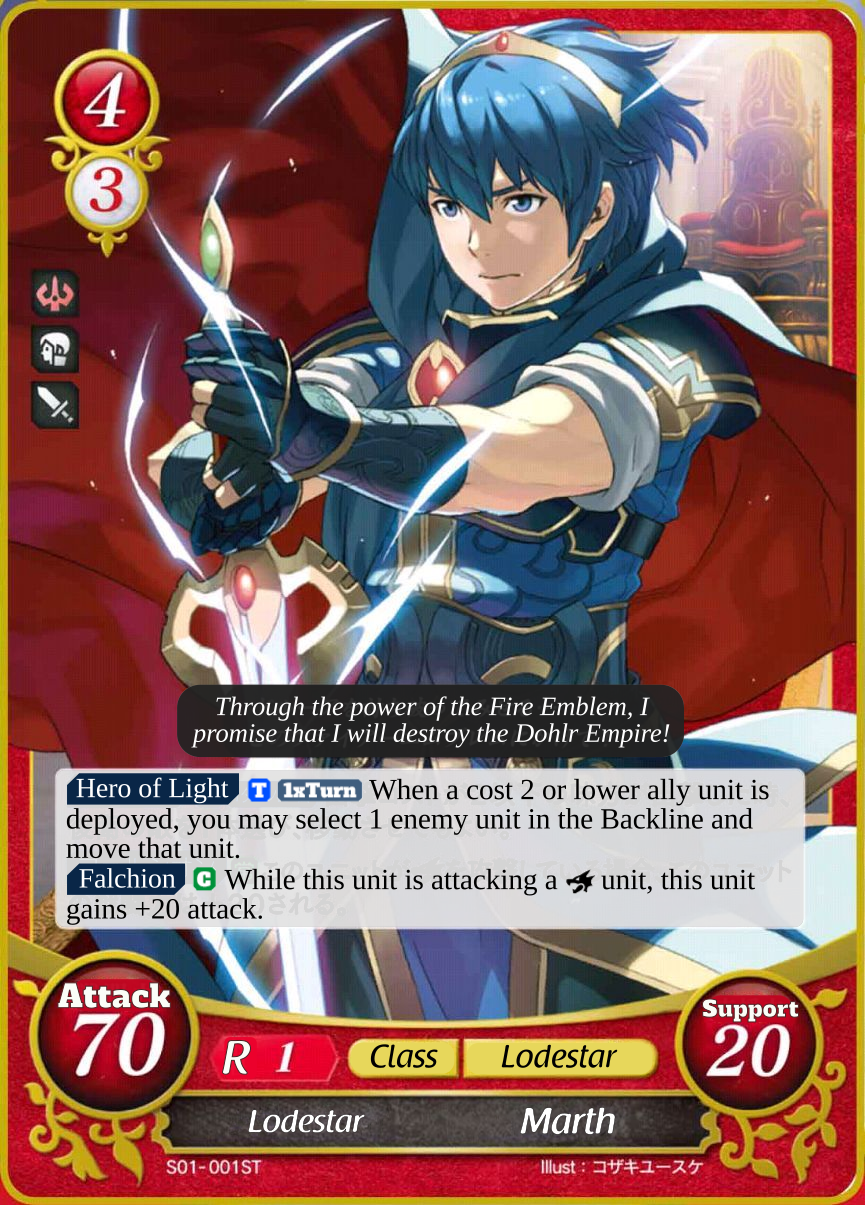 4
3
Through the power of the Fire Emblem, I
promise that I will destroy the Dohlr Empire!
Hero of Light T 1xTurn When a cost 2 or lower ally unit is
deployed, you may select 1 enemy unit in the Backline and
move that unit.
Falchion C While this unit is attacking a unit, this unit
gains +20 attack.
Attack
70
R 1
Class
Lodestar
Support
20
Lodestar
Marth
S01-001ST
Illust : コザキユースケ